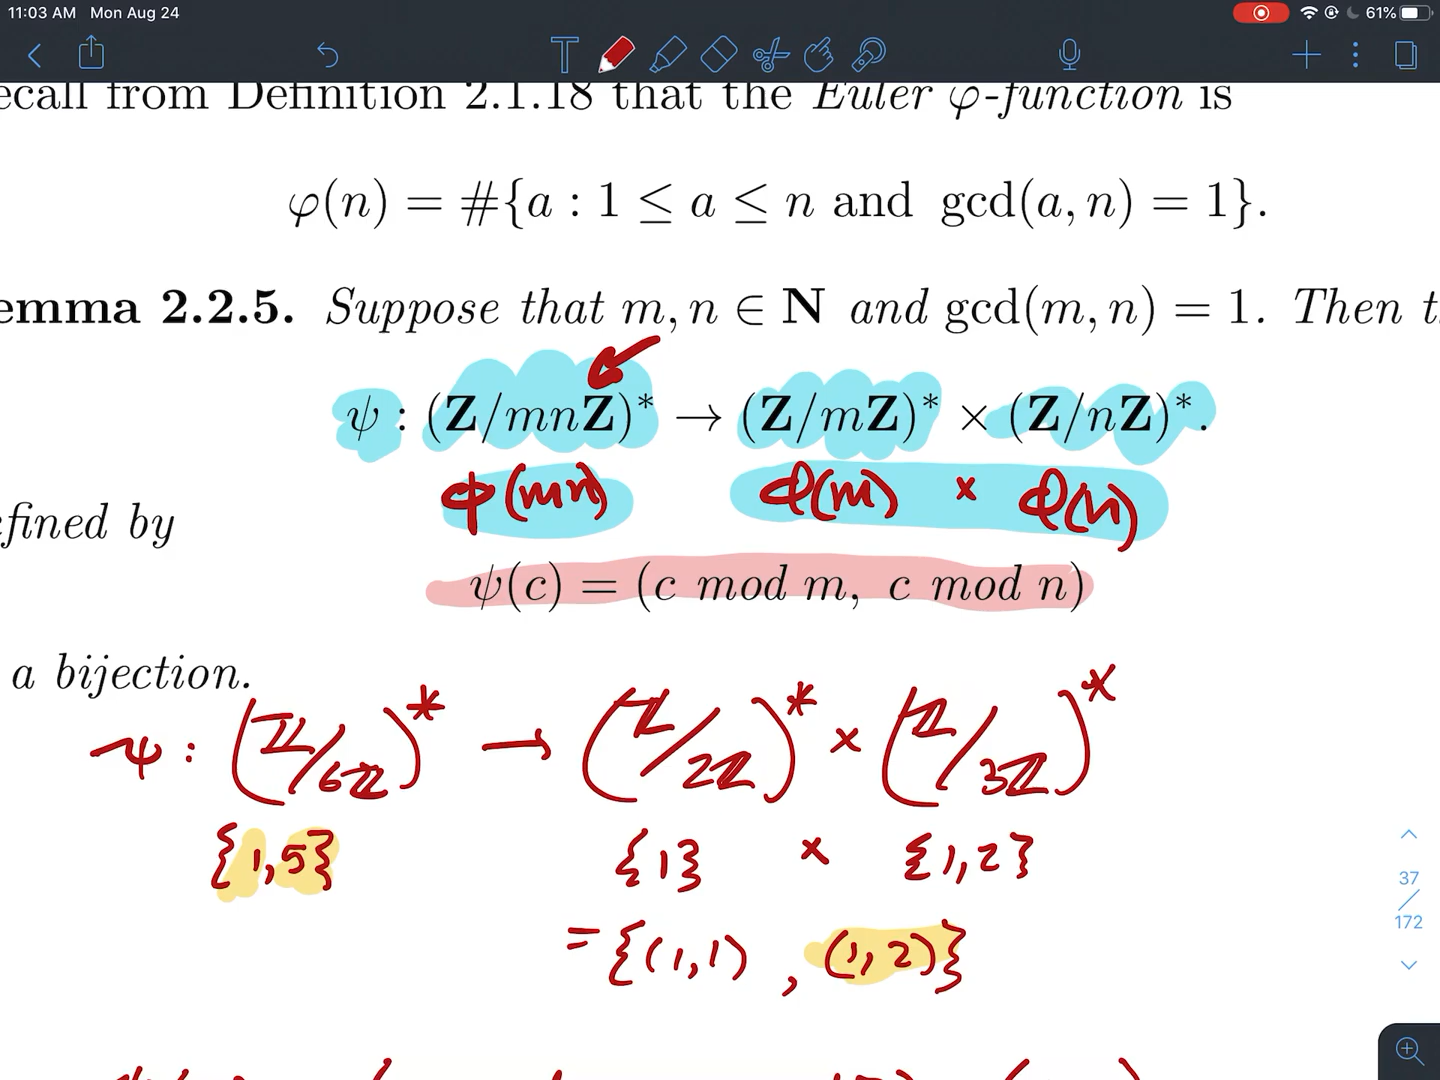 11:03 AM Mon Aug 24 61%
ecall from Definition 2.1.18 that the Euler φ-function is
φ(n) = #{a : 1 ≤ a ≤ n and gcd(a, n) = 1}.
emma 2.2.5. Suppose that m, n ∈ N and gcd(m, n) = 1. Then t
ψ : (Z/mnZ)* → (Z/mZ)* × (Z/nZ)*.
φ(mn) φ(m) × φ(n)
efined by
ψ(c) = (c mod m, c mod n)
a bijection.
ψ : (ℤ/6ℤ)* → (ℤ/2ℤ)* × (ℤ/3ℤ)*
{1,5} {1} × {1,2}
= {(1,1) , (1,2)}
37
/
172